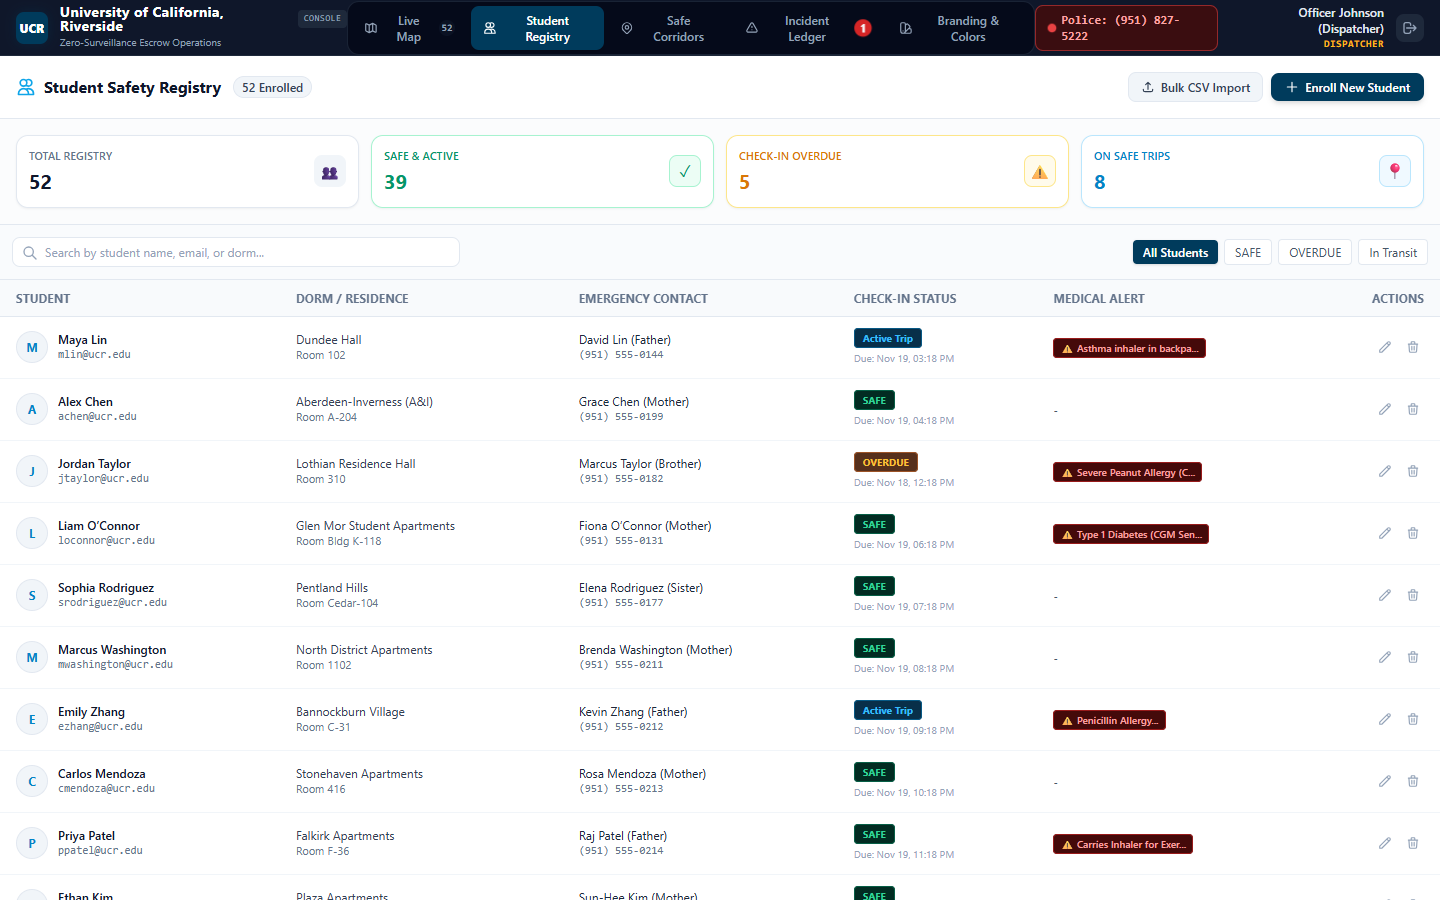 UCR
University of California, Riverside
Zero-Surveillance Escrow Operations
CONSOLE
Live Map
52
Student Registry
Safe Corridors
Incident Ledger
1
Branding & Colors
Police: (951) 827-5222
Officer Johnson (Dispatcher)
DISPATCHER
Student Safety Registry
52 Enrolled
Bulk CSV Import
Enroll New Student
TOTAL REGISTRY
52
SAFE & ACTIVE
39
CHECK-IN OVERDUE
5
ON SAFE TRIPS
8
Search by student name, email, or dorm...
All Students
SAFE
OVERDUE
In Transit
STUDENT
DORM / RESIDENCE
EMERGENCY CONTACT
CHECK-IN STATUS
MEDICAL ALERT
ACTIONS
M
Maya Lin
mlin@ucr.edu
Dundee Hall
Room 102
David Lin (Father)
(951) 555-0144
Active Trip
Due: Nov 19, 03:18 PM
Asthma inhaler in backpa...
A
Alex Chen
achen@ucr.edu
Aberdeen-Inverness (A&I)
Room A-204
Grace Chen (Mother)
(951) 555-0199
SAFE
Due: Nov 19, 04:18 PM
-
J
Jordan Taylor
jtaylor@ucr.edu
Lothian Residence Hall
Room 310
Marcus Taylor (Brother)
(951) 555-0182
OVERDUE
Due: Nov 18, 12:18 PM
Severe Peanut Allergy (C...
L
Liam O'Connor
loconnor@ucr.edu
Glen Mor Student Apartments
Room Bldg K-118
Fiona O'Connor (Mother)
(951) 555-0131
SAFE
Due: Nov 19, 06:18 PM
Type 1 Diabetes (CGM Sen...
S
Sophia Rodriguez
srodriguez@ucr.edu
Pentland Hills
Room Cedar-104
Elena Rodriguez (Sister)
(951) 555-0177
SAFE
Due: Nov 19, 07:18 PM
-
M
Marcus Washington
mwashington@ucr.edu
North District Apartments
Room 1102
Brenda Washington (Mother)
(951) 555-0211
SAFE
Due: Nov 19, 08:18 PM
-
E
Emily Zhang
ezhang@ucr.edu
Bannockburn Village
Room C-31
Kevin Zhang (Father)
(951) 555-0212
Active Trip
Due: Nov 19, 09:18 PM
Penicillin Allergy...
C
Carlos Mendoza
cmendoza@ucr.edu
Stonehaven Apartments
Room 416
Rosa Mendoza (Mother)
(951) 555-0213
SAFE
Due: Nov 19, 10:18 PM
-
P
Priya Patel
ppatel@ucr.edu
Falkirk Apartments
Room F-36
Raj Patel (Father)
(951) 555-0214
SAFE
Due: Nov 19, 11:18 PM
Carries Inhaler for Exer...
Ethan Kim
Plaza Apartments
Sun-Hee Kim (Mother)
SAFE